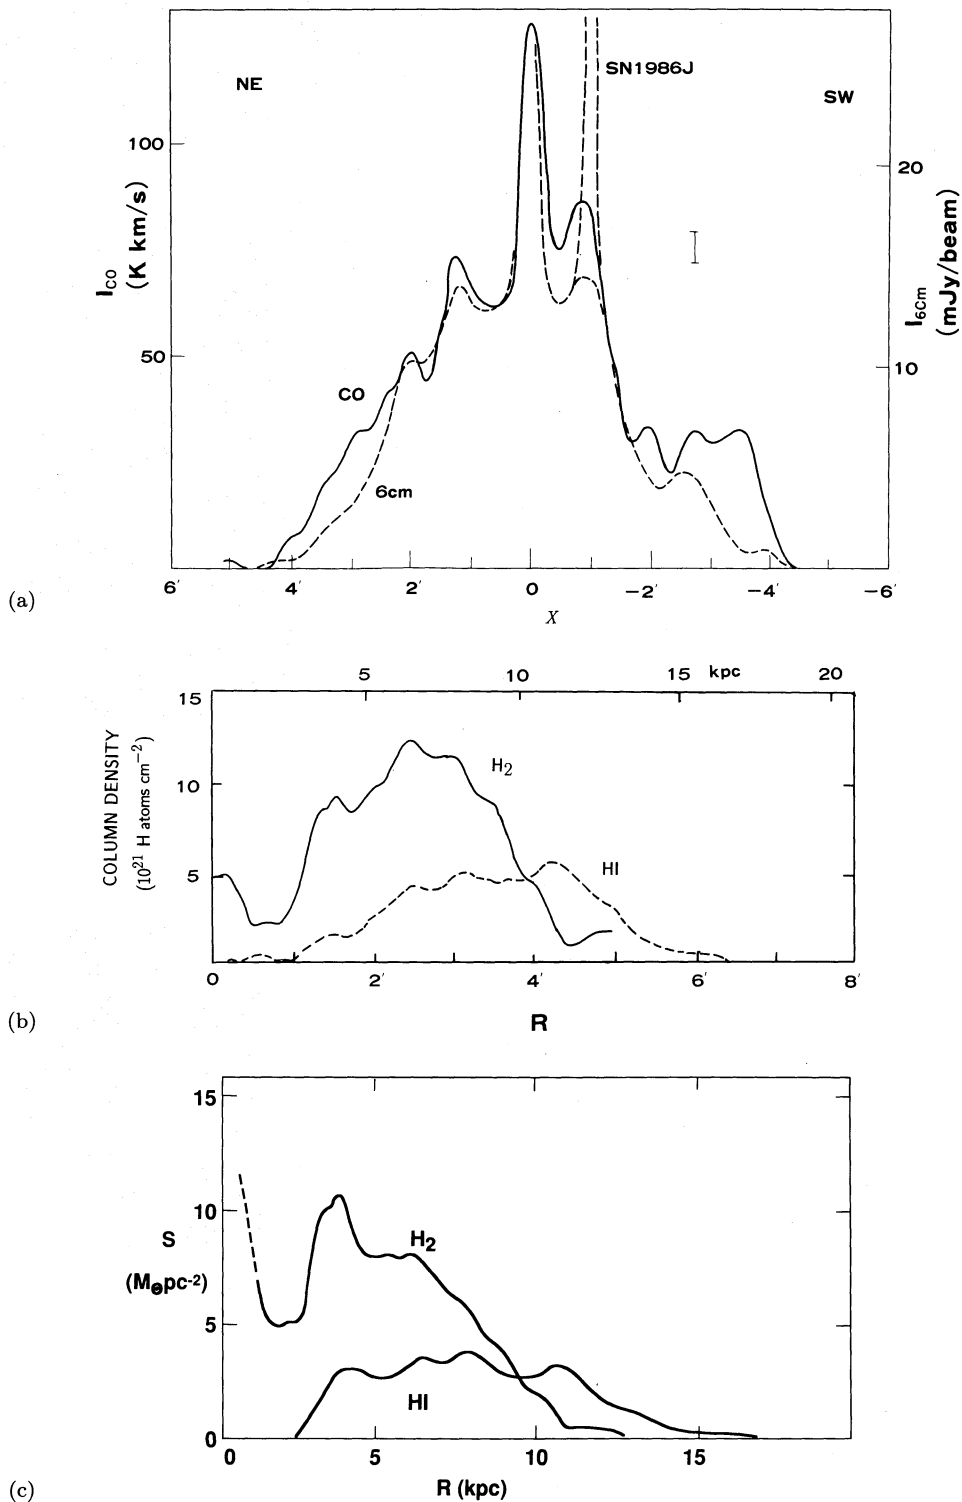 NE
SN1986J
SW
100
50
20
10
I_CO
(K km/s)
I_6Cm
(mJy/beam)
CO
6cm
6′ 4′ 2′ 0 −2′ −4′ −6′
X
(a)
5 10 15 kpc 20
15
10
5
COLUMN DENSITY
(10^21 H atoms cm^−2)
H2
HI
0 2′ 4′ 6′ 8′
R
(b)
15
10
5
0
S
(M⊙pc-2)
H2
HI
0 5 10 15
R (kpc)
(c)